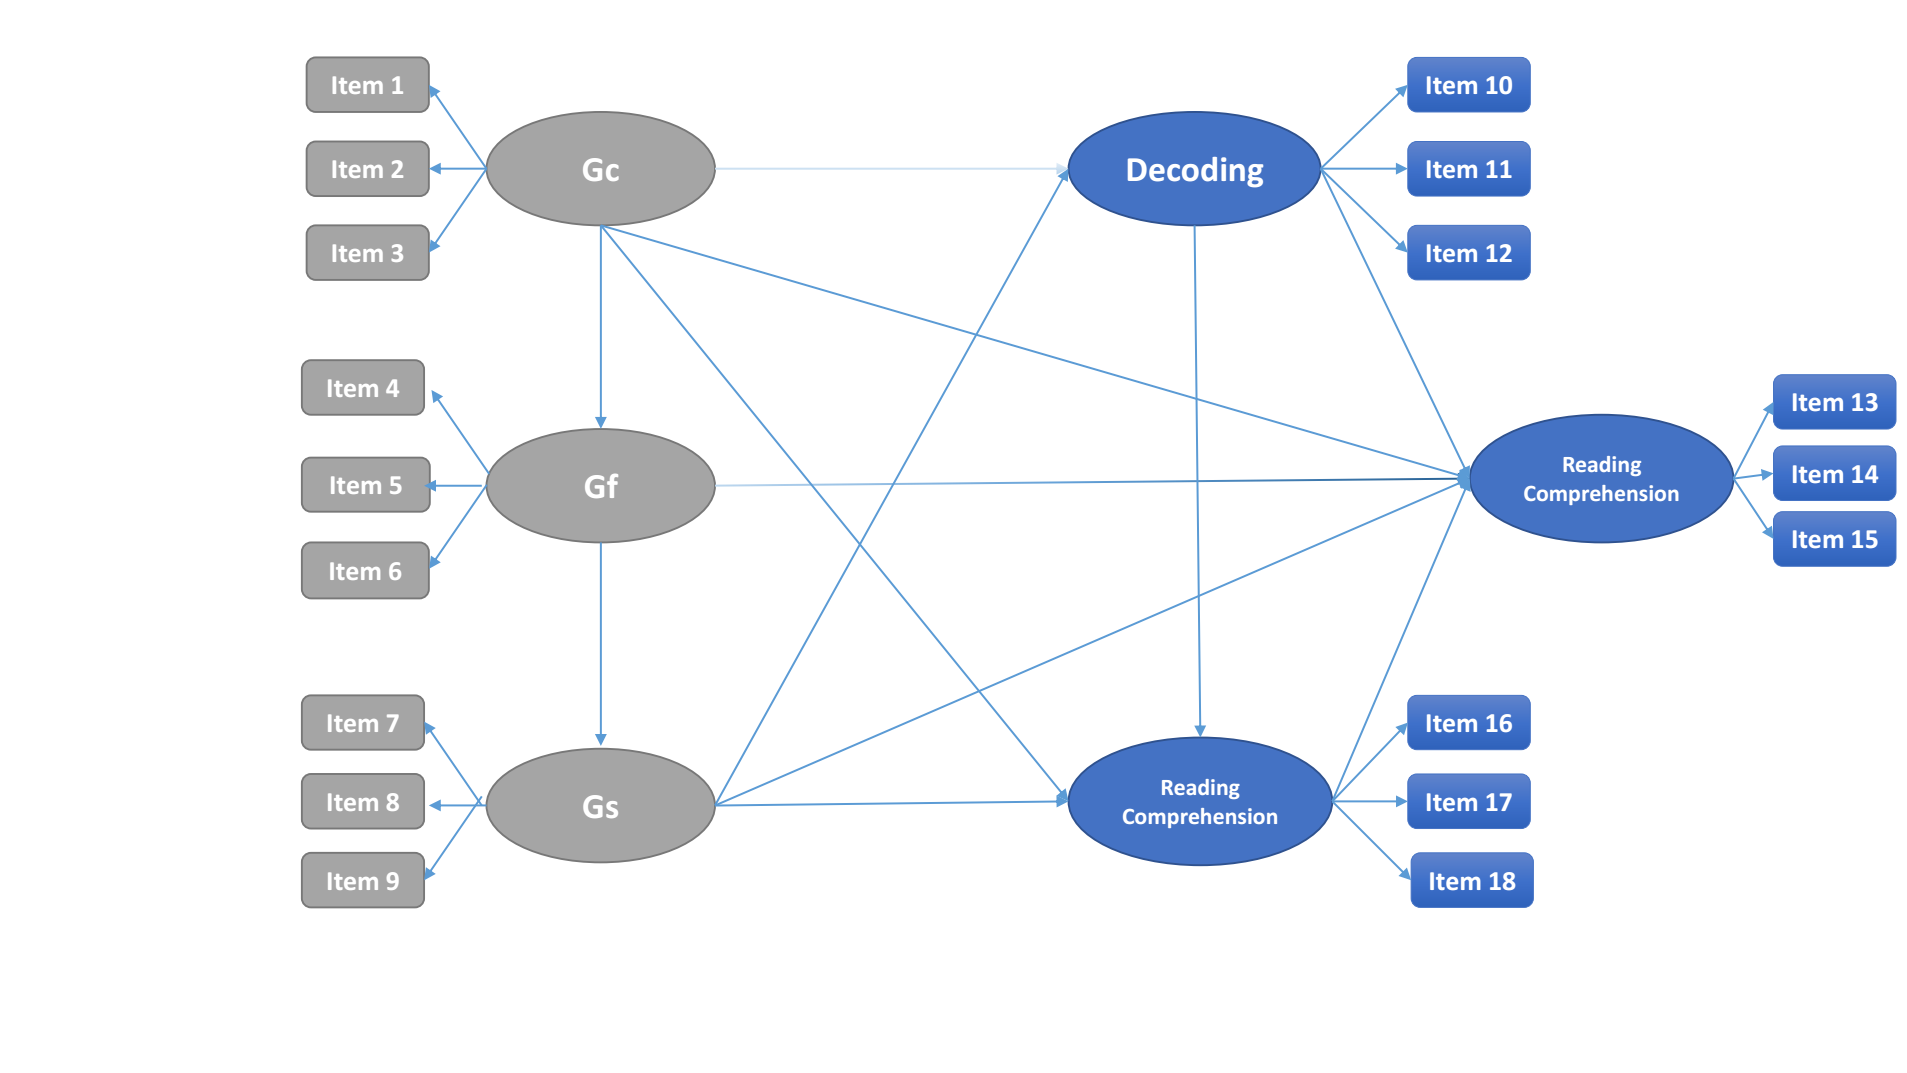 Item 1
Item 2
Item 3
Gc
Decoding
Item 10
Item 11
Item 12
Item 4
Item 5
Item 6
Gf
Reading
Comprehension
Item 13
Item 14
Item 15
Item 7
Item 8
Item 9
Gs
Reading
Comprehension
Item 16
Item 17
Item 18